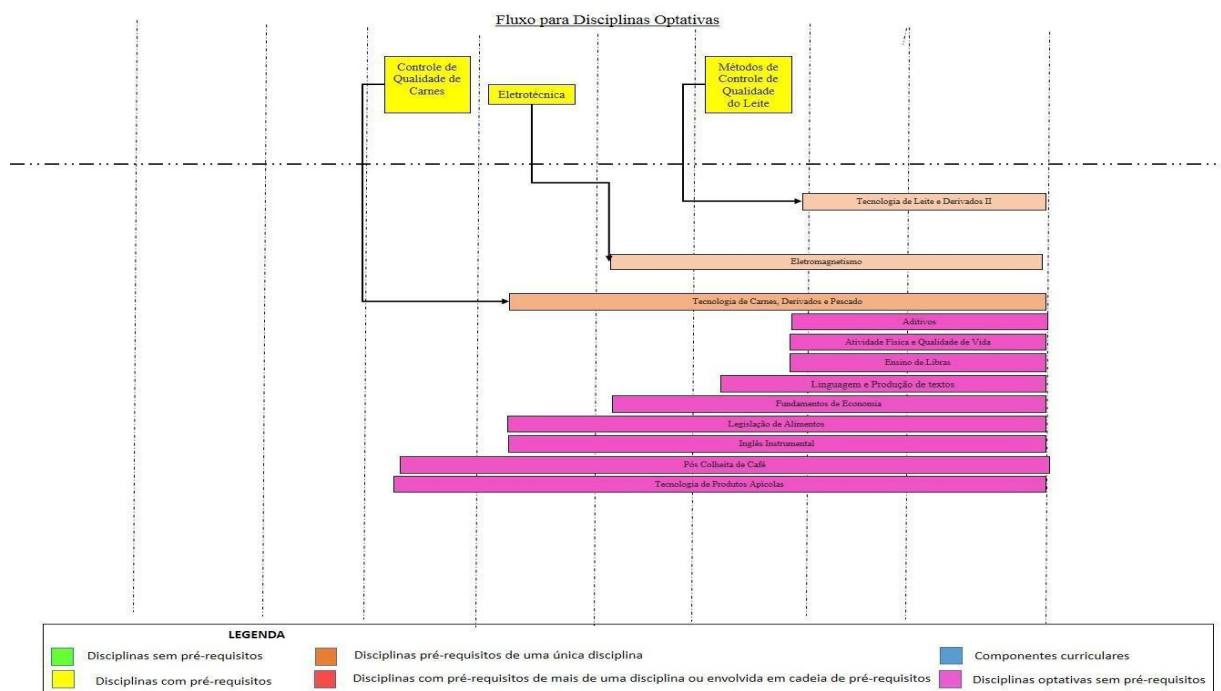 Fluxo para Disciplinas Optativas
Controle de
Qualidade de
Carnes
Eletrotécnica
Métodos de
Controle de
Qualidade
do Leite
Tecnologia de Leite e Derivados II
Eletromagnetismo
Tecnologia de Carnes, Derivados e Pescado
Aditivos
Atividade Física e Qualidade de Vida
Ensino de Libras
Linguagem e Produção de textos
Fundamentos de Economia
Legislação de Alimentos
Inglês Instrumental
Pós Colheita de Café
Tecnologia de Produtos Apícolas
LEGENDA
Disciplinas sem pré-requisitos
Disciplinas pré-requisitos de uma única disciplina
Componentes curriculares
Disciplinas com pré-requisitos
Disciplinas com pré-requisitos de mais de uma disciplina ou envolvida em cadeia de pré-requisitos
Disciplinas optativas sem pré-requisitos